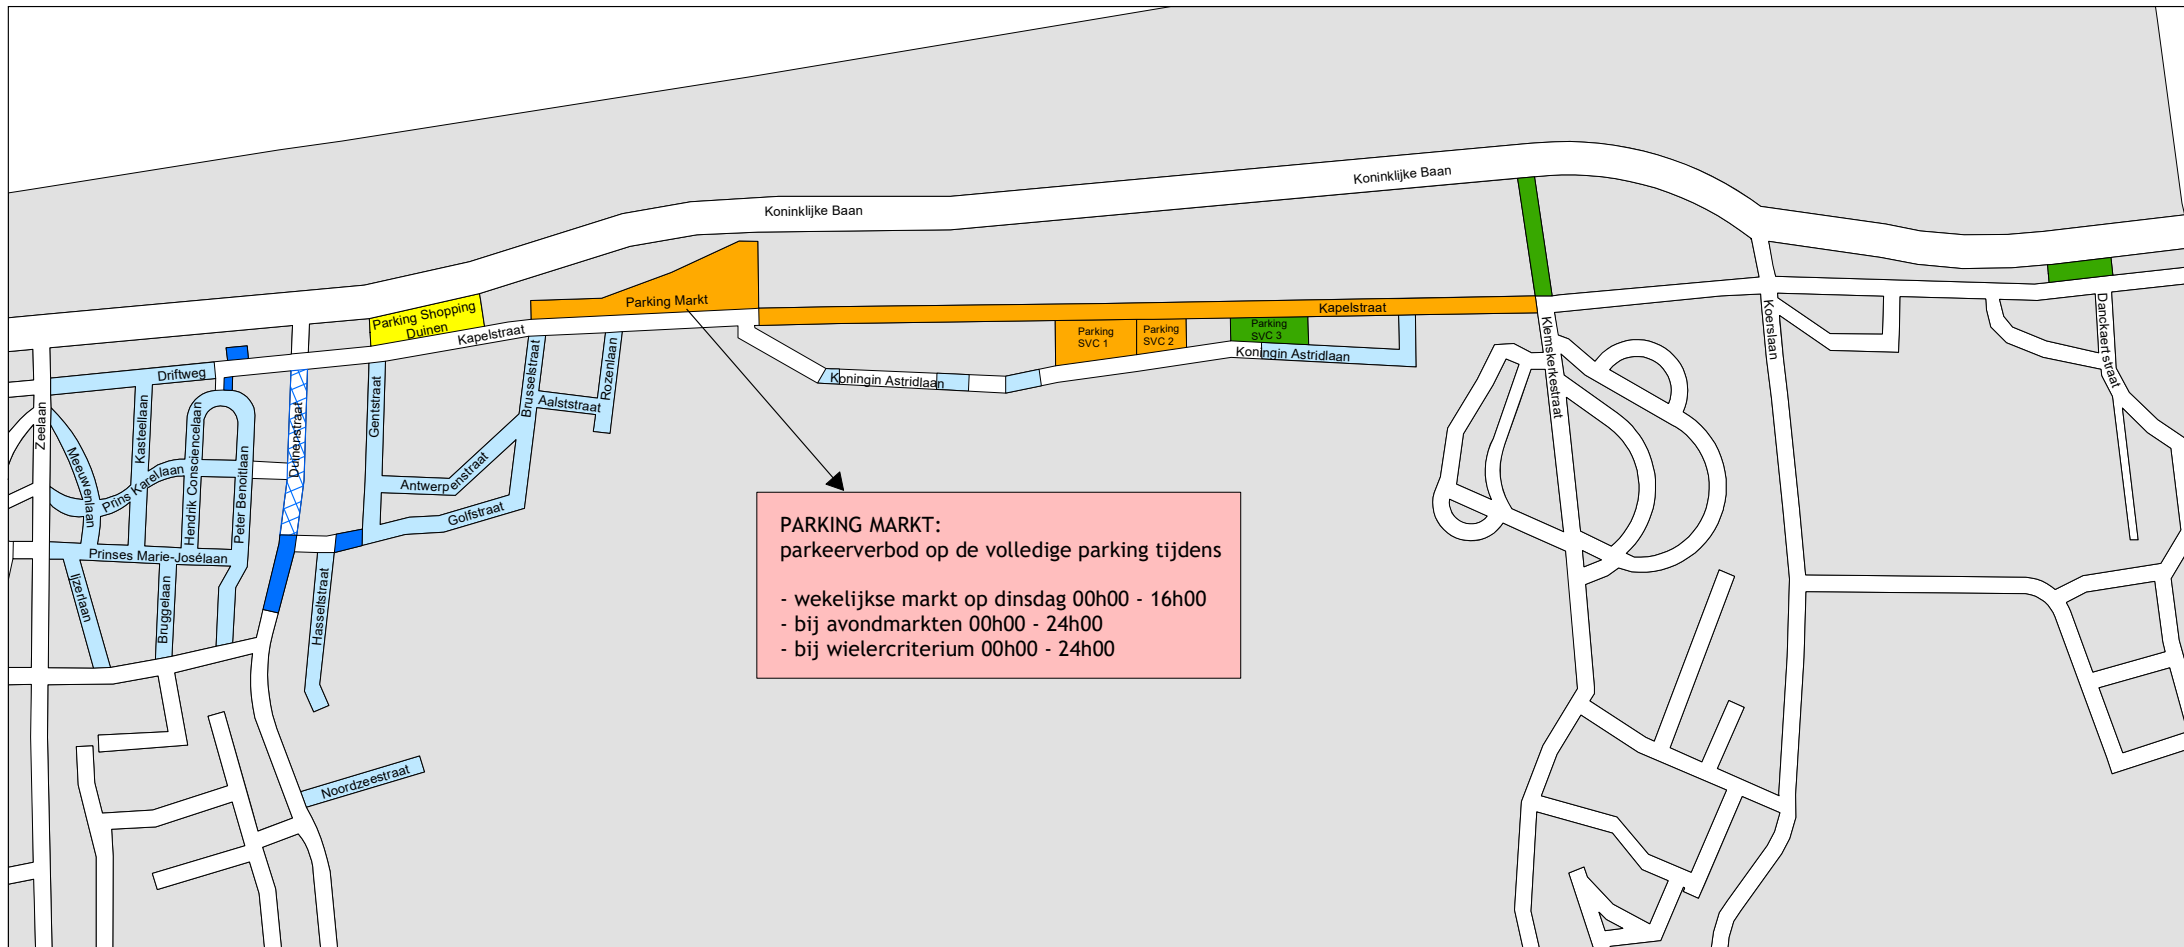 Koninklijke Baan
Koninklijke Baan
Parking Shopping
Duinen
Parking Markt
Kapelstraat
Kapelstraat
Parking
SVC 1
Parking
SVC 2
Parking
SVC 3
Koningin Astridlaan
Koningin Astridlaan
Driftweg
Zeelaan
Meeuwenlaan
Kasteellaan
Prins Karellaan
Hendrik Consciencelaan
Peter Benoitlaan
Duinenstraat
Gentstraat
Brusselstraat
Rozenlaan
Aalststraat
Antwerpenstraat
Golfstraat
Prinses Marie-Josélaan
Ijzerlaan
Bruggelaan
Hasseltstraat
Noordzeestraat
Klemskerkestraat
Koerslaan
Danckaertstraat
PARKING MARKT:
parkeerverbod op de volledige parking tijdens
- wekelijkse markt op dinsdag 00h00 - 16h00
- bij avondmarkten 00h00 - 24h00
- bij wielercriterium 00h00 - 24h00